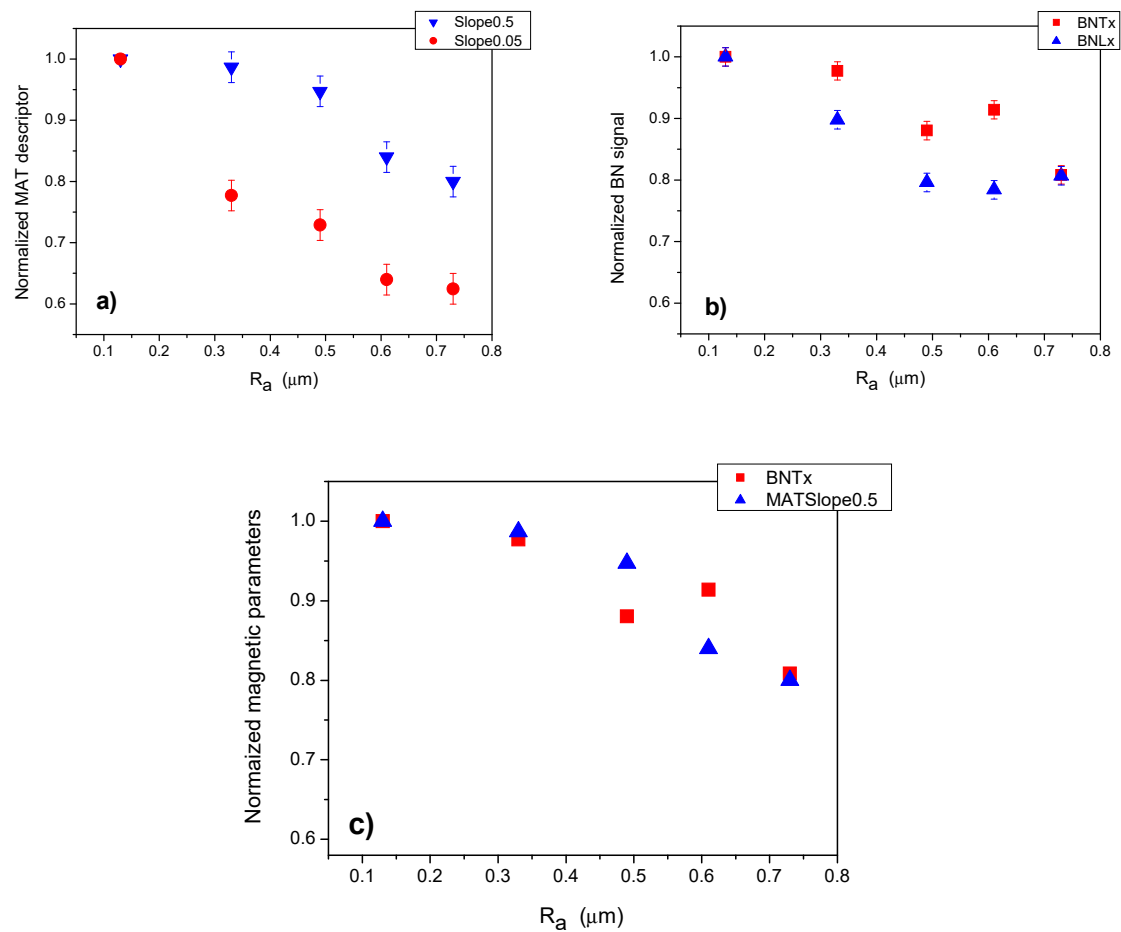 Slope0.5
Slope0.05
1.0
0.9
0.8
0.7
0.6
Normalized MAT descriptor
a)
0.1 0.2 0.3 0.4 0.5 0.6 0.7 0.8
Ra (μm)
BNTx
BNLx
1.0
0.9
0.8
0.7
0.6
Normalized BN signal
b)
0.1 0.2 0.3 0.4 0.5 0.6 0.7 0.8
Ra (μm)
BNTx
MATSlope0.5
1.0
0.9
0.8
0.7
0.6
Normaized magnetic parameters
c)
0.1 0.2 0.3 0.4 0.5 0.6 0.7 0.8
Ra (μm)